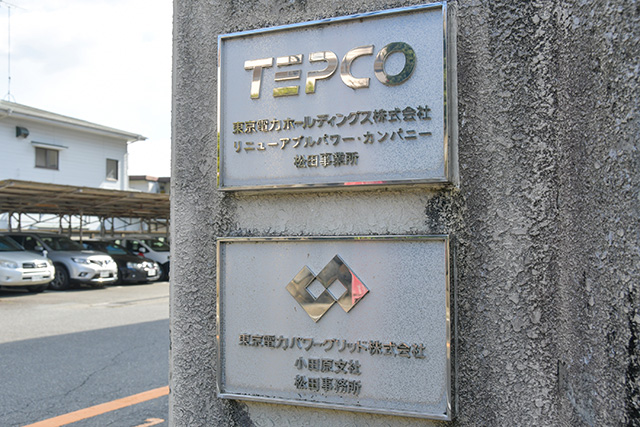 TEPCO
東京電力ホールディングス株式会社
リニューアブルパワー・カンパニー
松田事業所
東京電力パワーグリッド株式会社
小田原支社
松田事務所